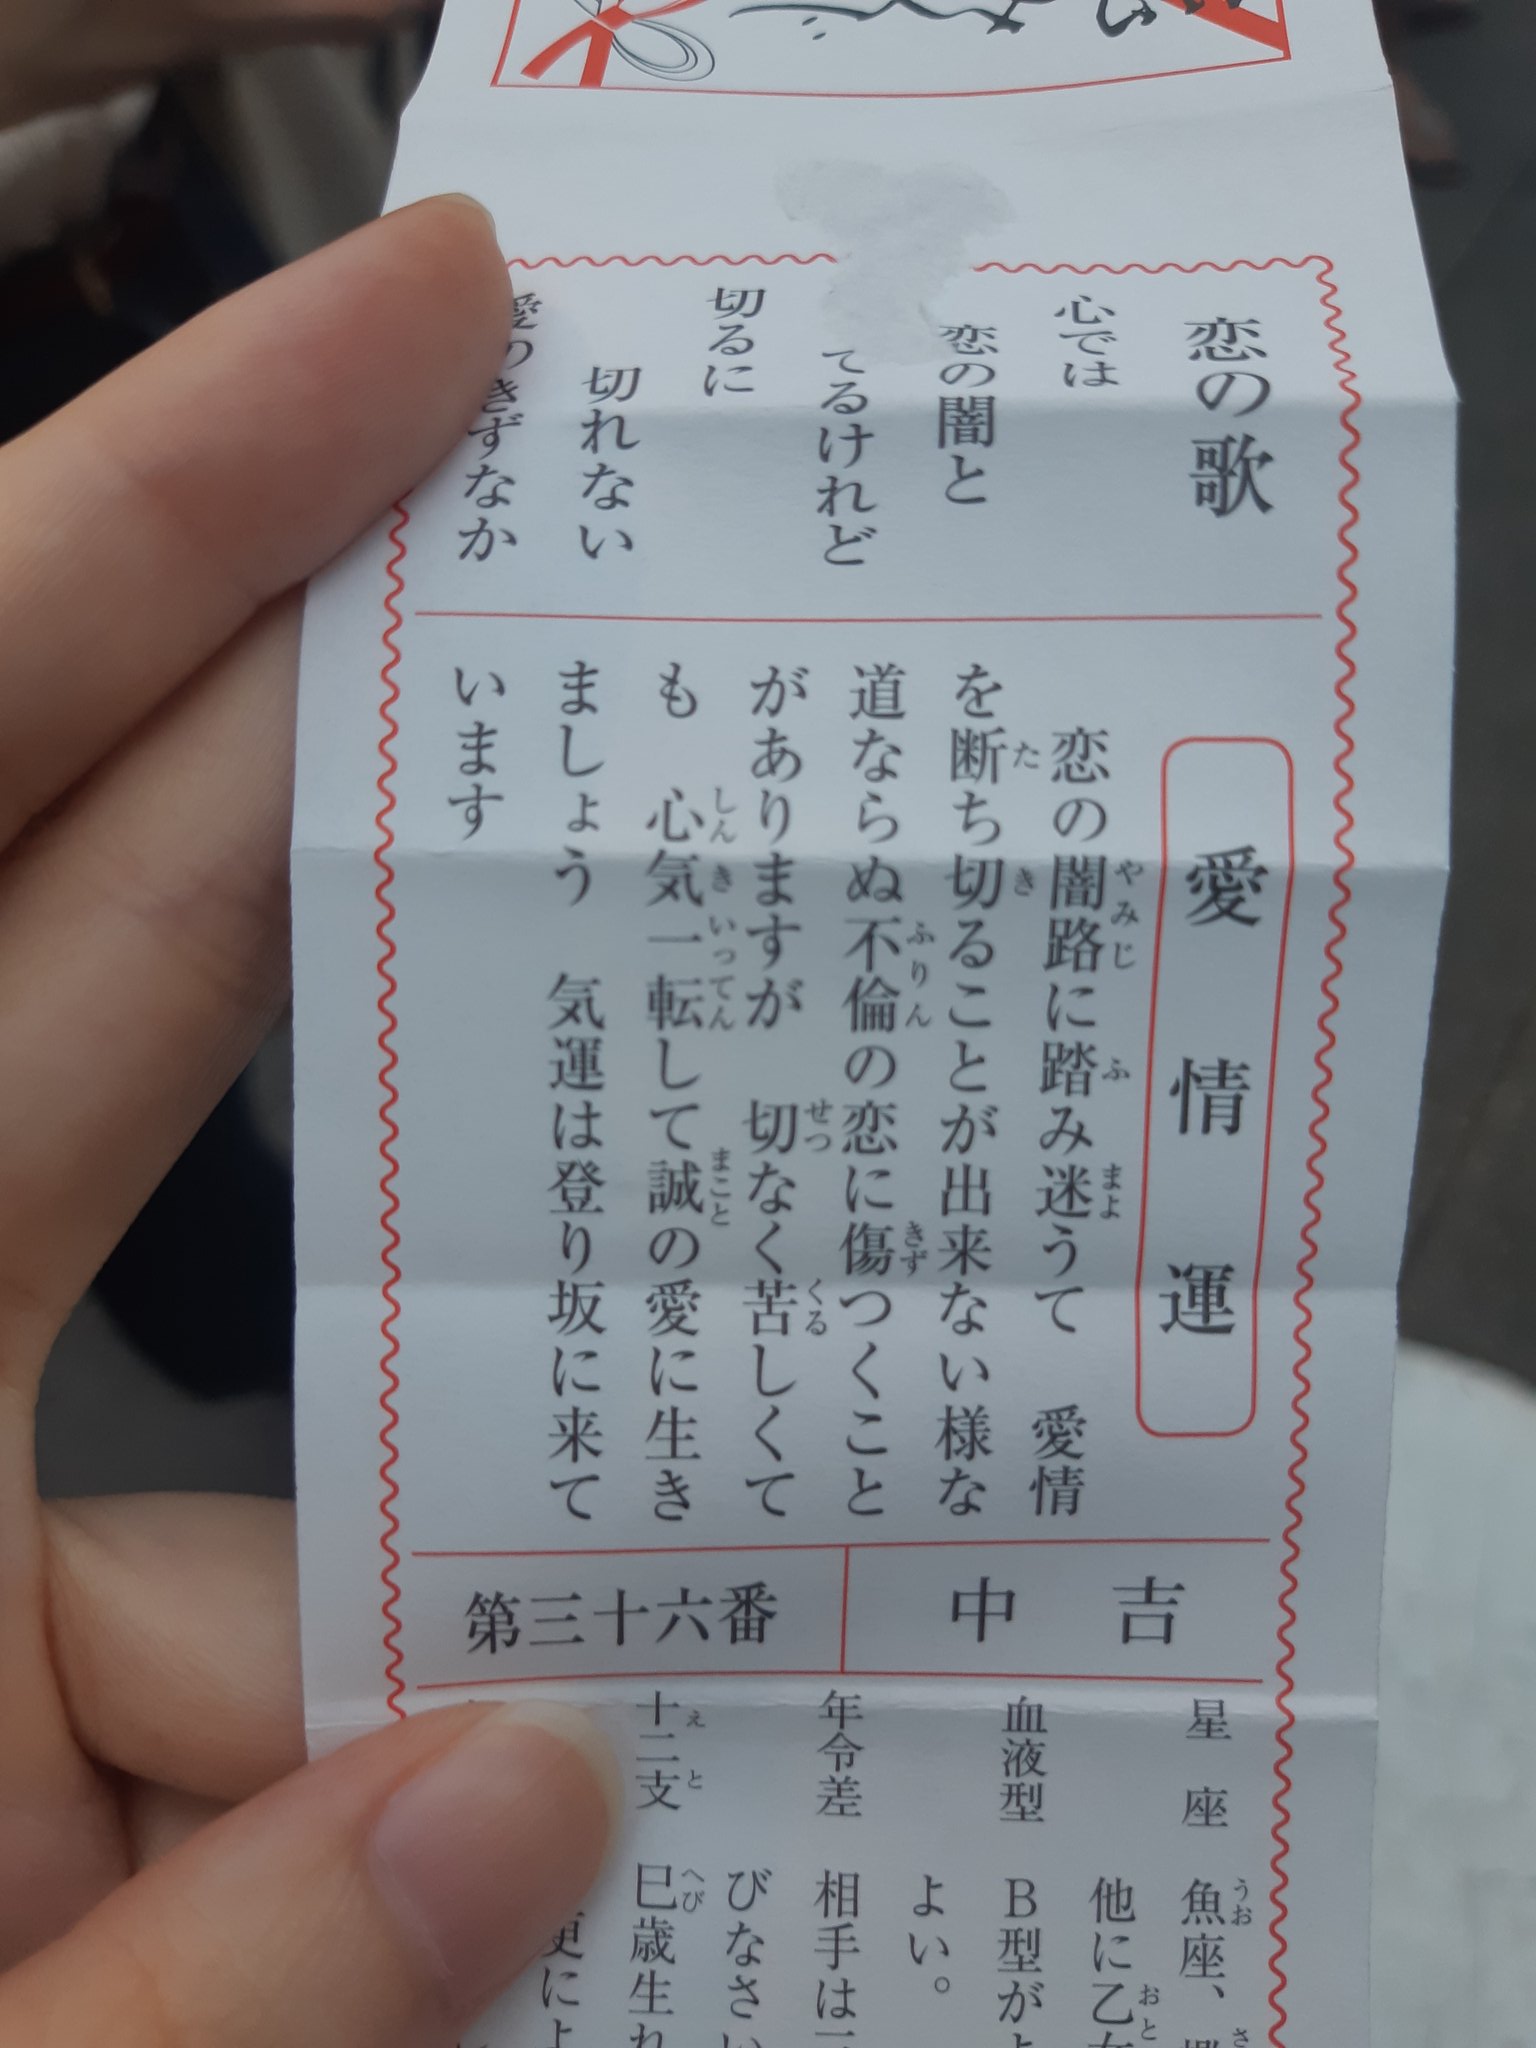 恋の歌
心では
恋の闇と
てるけれど
切るに
切れない
愛のきずなか
愛情運
恋の闇路に踏み迷うて 愛情
を断ち切ることが出来ない様な
道ならぬ不倫の恋に傷つくこと
がありますが 切なく苦しくて
も 心気一転して誠の愛に生き
ましょう 気運は登り坂に来て
います
中吉
第三十六番
星座 魚座、
他に乙女
血液型 B型が
よい。
年令差 相手は
びなさい
十二支 巳歳生れ
更に